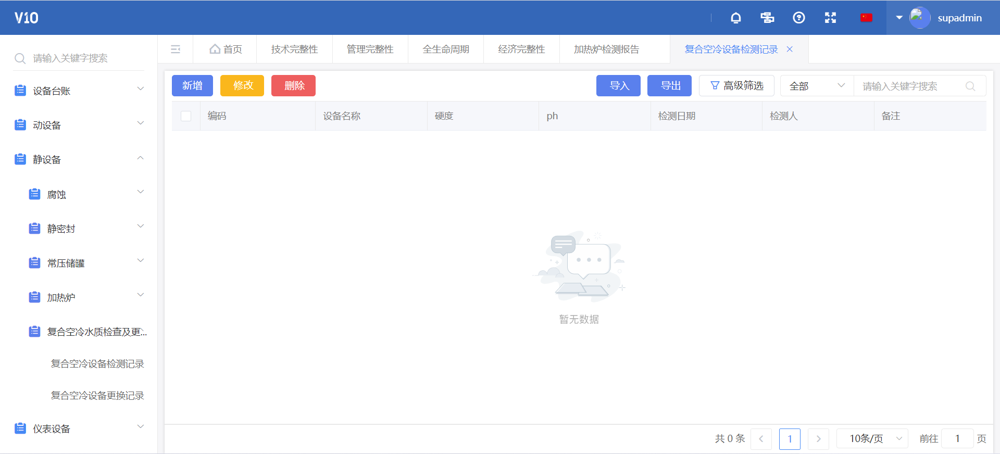 V10
supadmin
请输入关键字搜索
设备台账
动设备
静设备
腐蚀
静密封
常压储罐
加热炉
复合空冷水质检查及更...
复合空冷设备检测记录
复合空冷设备更换记录
仪表设备
首页
技术完整性
管理完整性
全生命周期
经济完整性
加热炉检测报告
复合空冷设备检测记录
新增
修改
删除
导入
导出
高级筛选
全部
请输入关键字搜索
编码
设备名称
硬度
ph
检测日期
检测人
备注
暂无数据
共 0 条
1
10条/页
前往
1
页